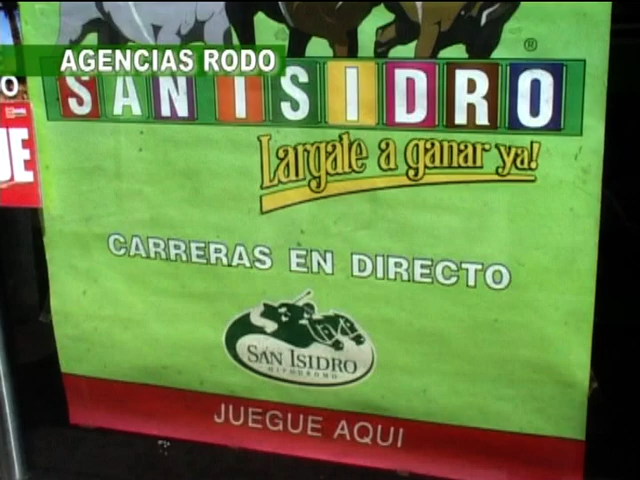 AGENCIAS RODO
®
SAN ISIDRO
Largate a ganar ya!
CARRERAS EN DIRECTO
SAN ISIDRO
HIPODROMO
JUEGUE AQUI